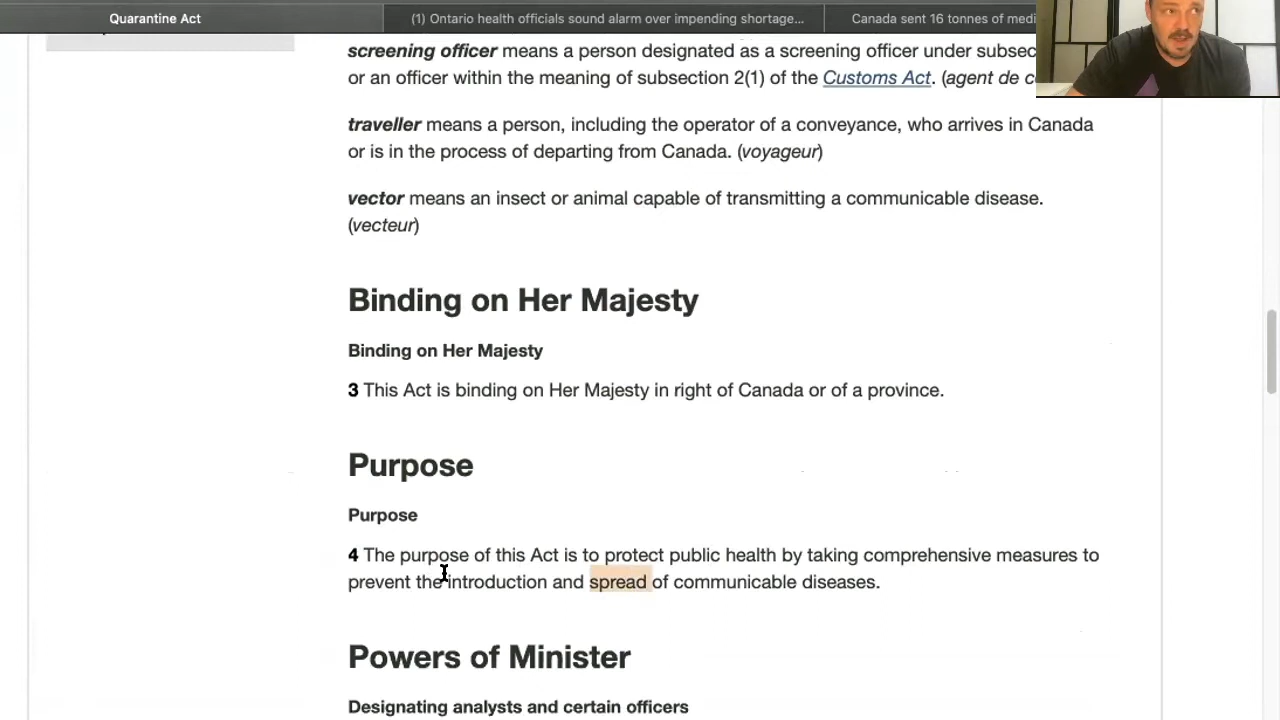 Quarantine Act
(1) Ontario health officials sound alarm over impending shortage...
Canada sent 16 tonnes of medi
screening officer means a person designated as a screening officer under subsec
or an officer within the meaning of subsection 2(1) of the Customs Act. (agent de c
traveller means a person, including the operator of a conveyance, who arrives in Canada
or is in the process of departing from Canada. (voyageur)
vector means an insect or animal capable of transmitting a communicable disease.
(vecteur)
Binding on Her Majesty
Binding on Her Majesty
3 This Act is binding on Her Majesty in right of Canada or of a province.
Purpose
Purpose
4 The purpose of this Act is to protect public health by taking comprehensive measures to
prevent the introduction and spread of communicable diseases.
Powers of Minister
Designating analysts and certain officers